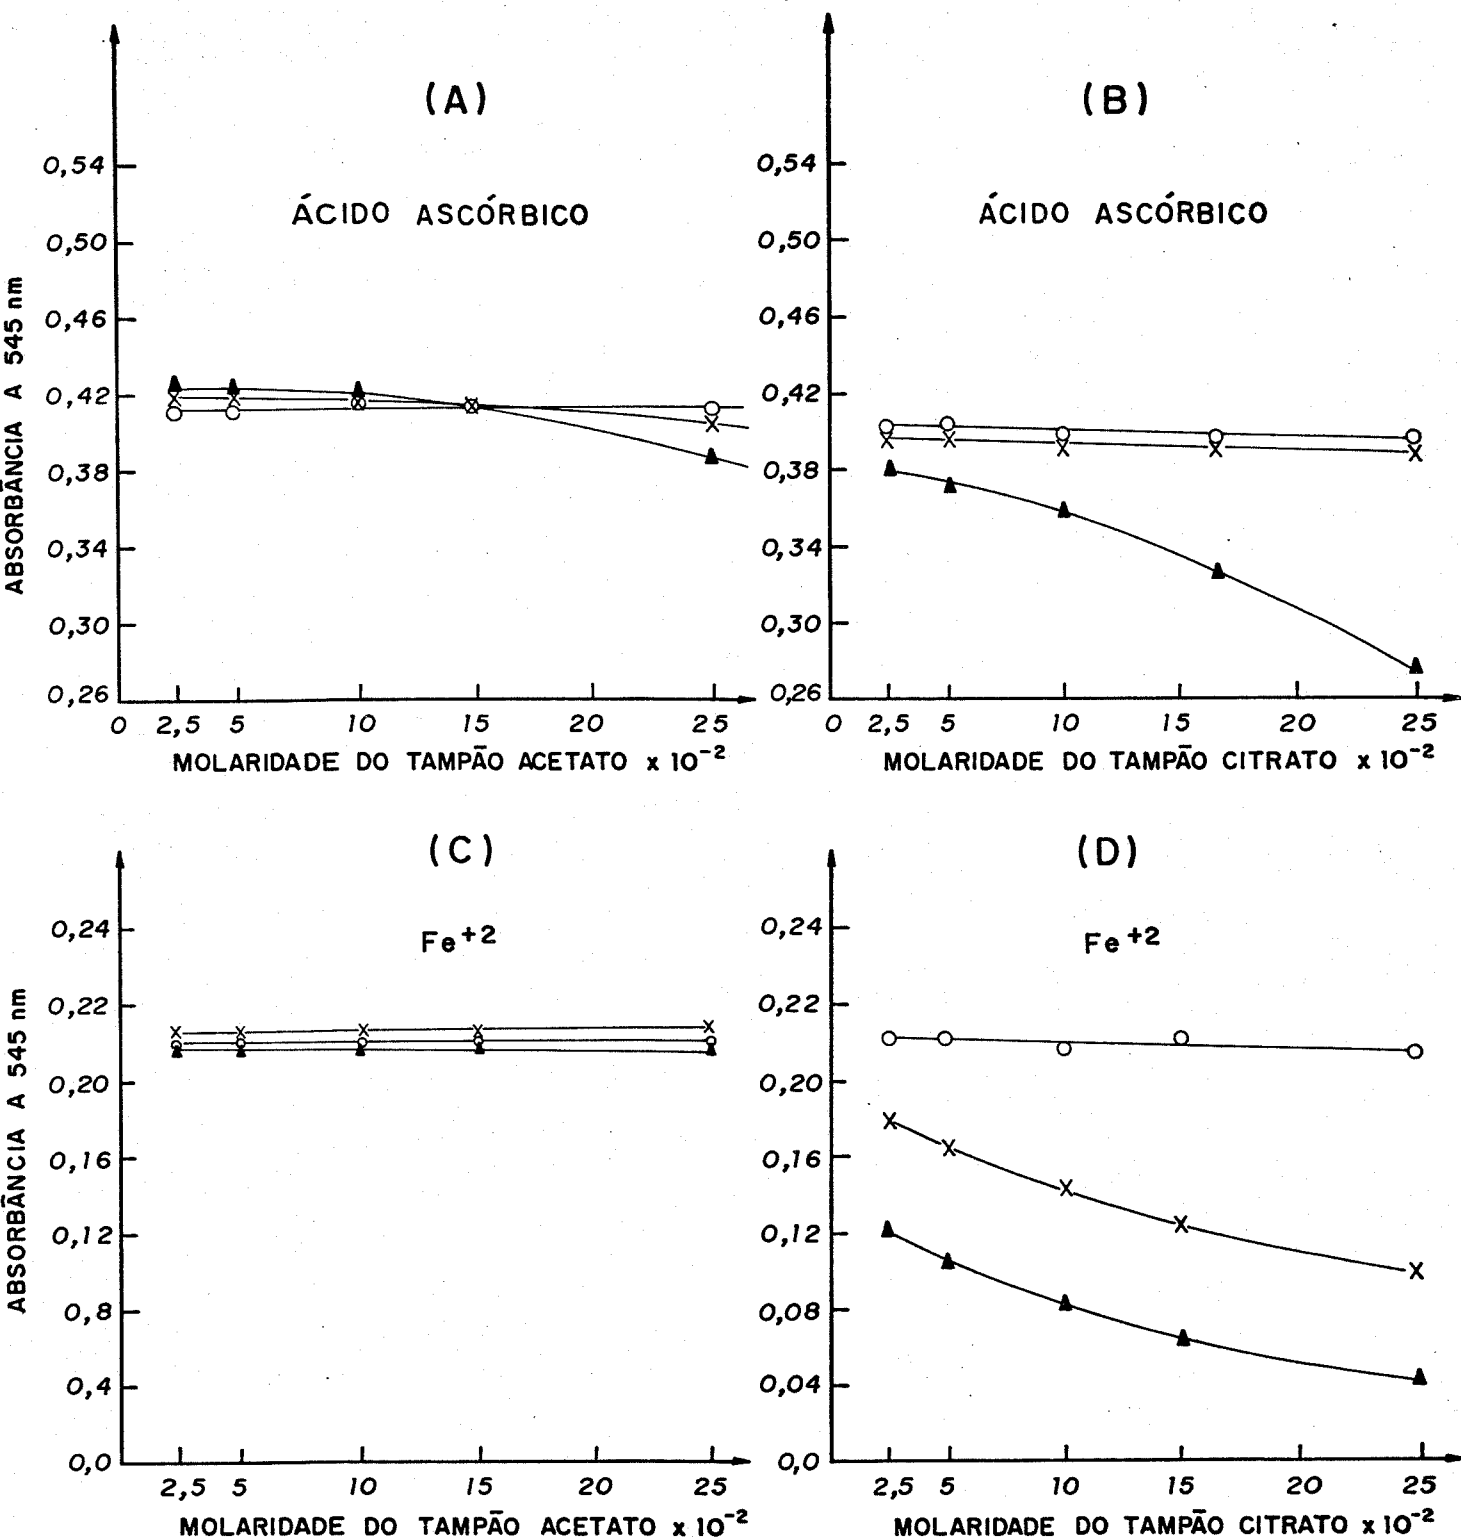 (A)
ÁCIDO ASCÓRBICO
ABSORBÂNCIA A 545 nm
0,54
0,50
0,46
0,42
0,38
0,34
0,30
0,26
0 2,5 5 10 15 20 25
MOLARIDADE DO TAMPÃO ACETATO x 10⁻²
(B)
ÁCIDO ASCÓRBICO
0,54
0,50
0,46
0,42
0,38
0,34
0,30
0,26
0 2,5 5 10 15 20 25
MOLARIDADE DO TAMPÃO CITRATO x 10⁻²
(C)
Fe⁺²
ABSORBÂNCIA A 545 nm
0,24
0,22
0,20
0,16
0,12
0,8
0,4
0,0
2,5 5 10 15 20 25
MOLARIDADE DO TAMPÃO ACETATO x 10⁻²
(D)
Fe⁺²
0,24
0,22
0,20
0,16
0,12
0,08
0,04
0,0
2,5 5 10 15 20 25
MOLARIDADE DO TAMPÃO CITRATO x 10⁻²